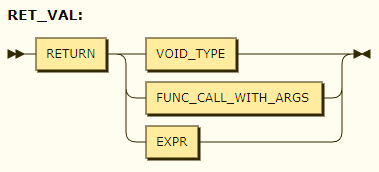 RET_VAL:
RETURN
VOID_TYPE
FUNC_CALL_WITH_ARGS
EXPR